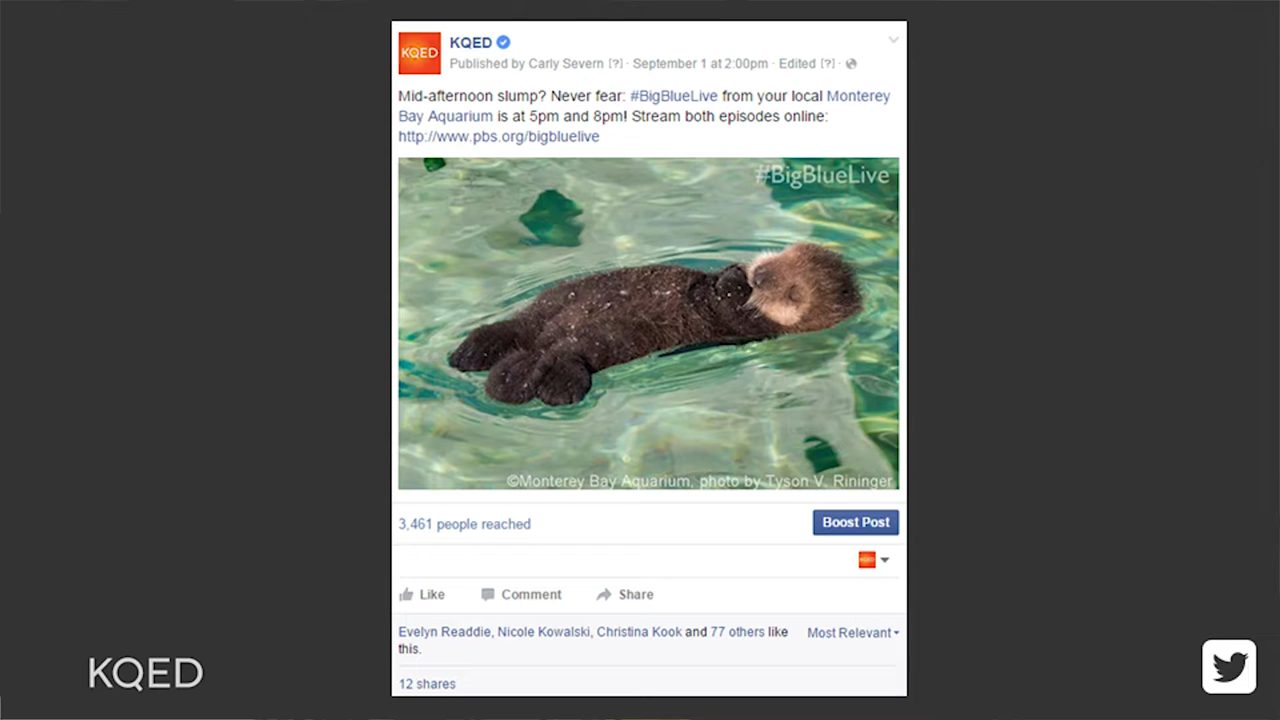 KQED
KQED
Published by Carly Severn [?] · September 1 at 2:00pm · Edited [?] ·
Mid-afternoon slump? Never fear: #BigBlueLive from your local Monterey
Bay Aquarium is at 5pm and 8pm! Stream both episodes online:
http://www.pbs.org/bigbluelive
#BigBlueLive
©Monterey Bay Aquarium, photo by Tyson V. Rininger
3,461 people reached
Boost Post
KQED
Like Comment Share
Evelyn Readdie, Nicole Kowalski, Christina Kook and 77 others like
this.
Most Relevant
12 shares
KQED